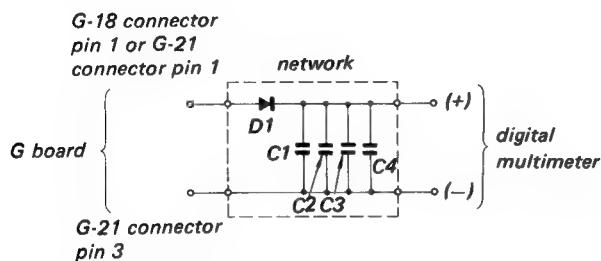 G-18 connector
pin 1 or G-21
connector pin 1
network
D1
(+)
C1
C4
G board
digital
multimeter
C2 C3
(—)
G-21 connector
pin 3